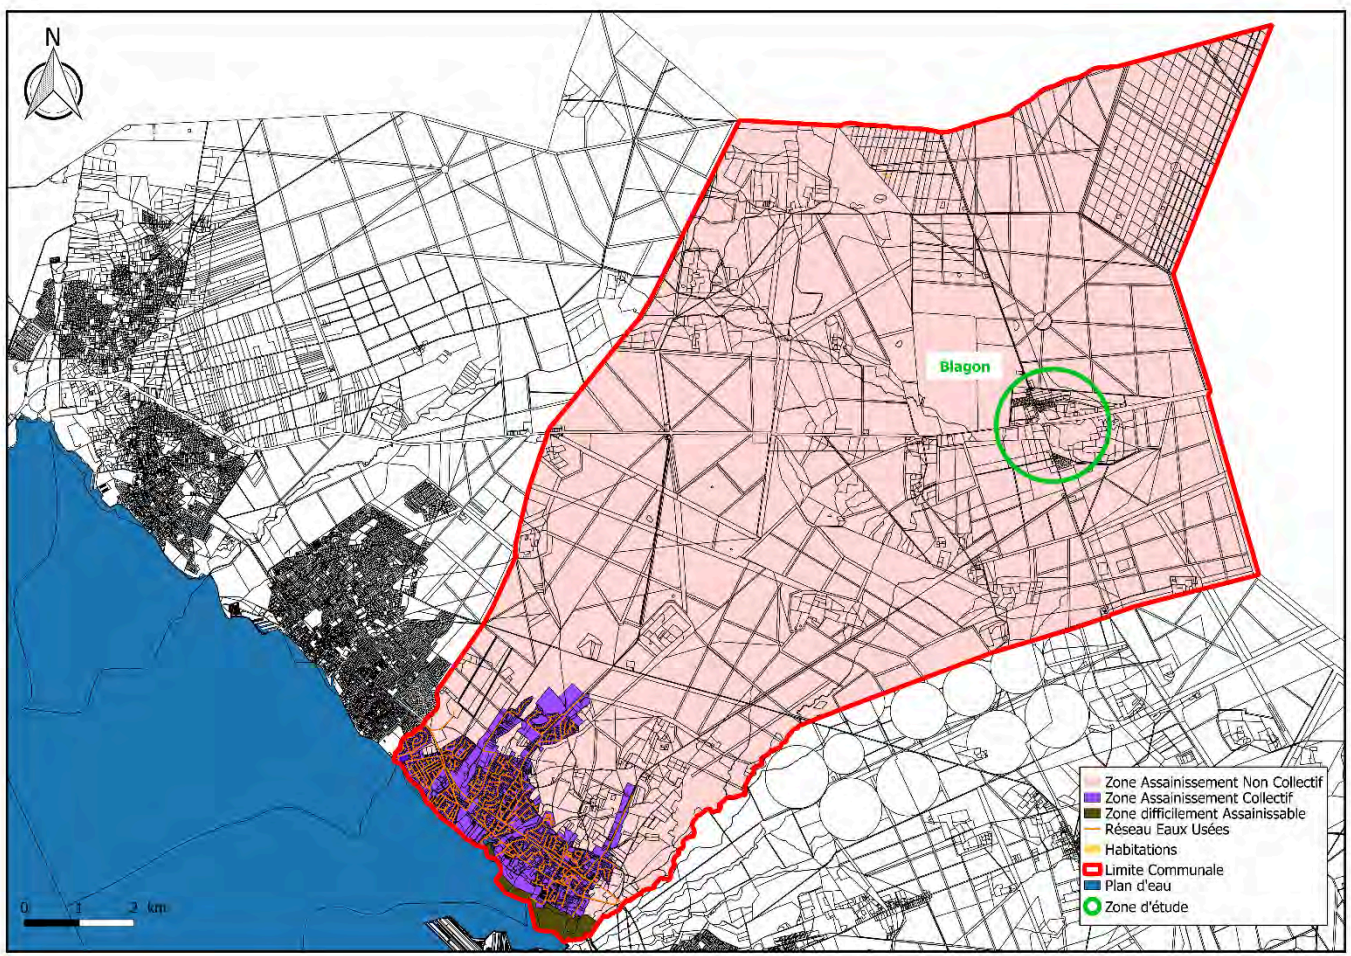 N
Blagon
Zone Assainissement Non Collectif
Zone Assainissement Collectif
Zone difficilement Assainissable
Réseau Eaux Usées
Habitations
Limite Communale
Plan d'eau
Zone d'étude
0 1 2 km